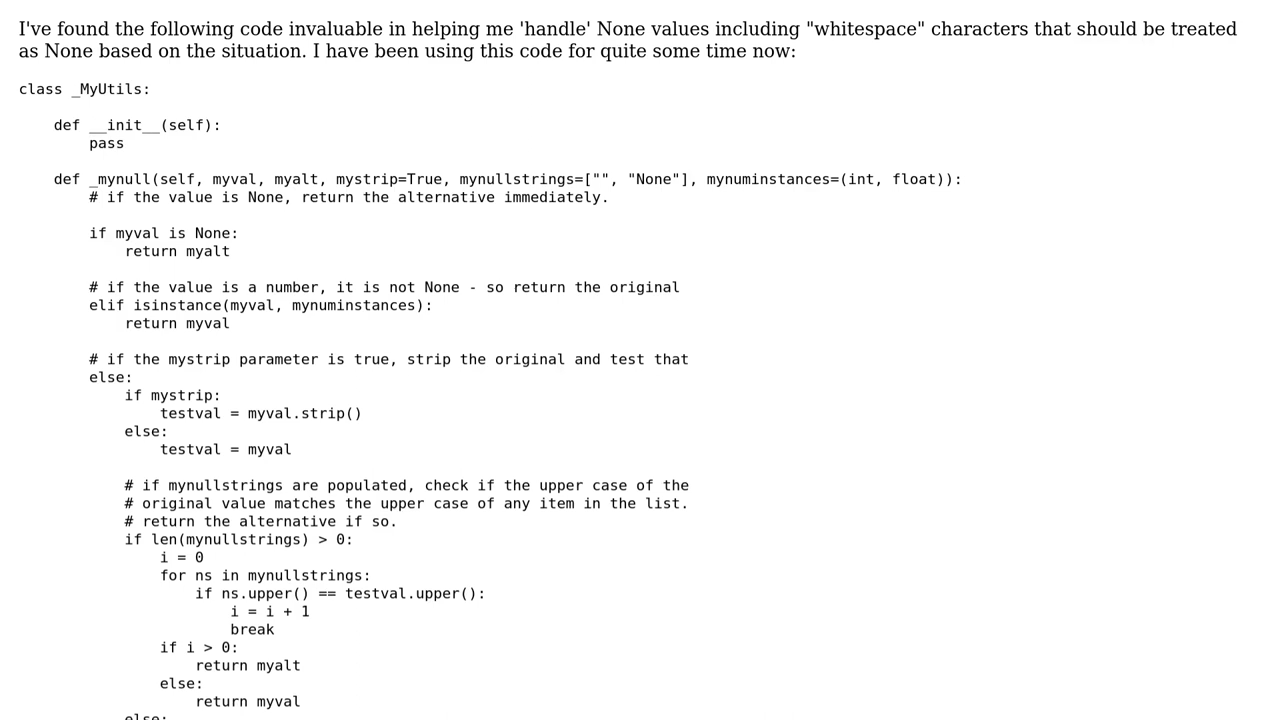 I've found the following code invaluable in helping me 'handle' None values including "whitespace" characters that should be treated
as None based on the situation. I have been using this code for quite some time now:
class _MyUtils:
    def __init__(self):
        pass
    def _mynull(self, myval, myalt, mystrip=True, mynullstrings=["", "None"], mynuminstances=(int, float)):
        # if the value is None, return the alternative immediately.
        if myval is None:
            return myalt
        # if the value is a number, it is not None - so return the original
        elif isinstance(myval, mynuminstances):
            return myval
        # if the mystrip parameter is true, strip the original and test that
        else:
            if mystrip:
                testval = myval.strip()
            else:
                testval = myval
            # if mynullstrings are populated, check if the upper case of the
            # original value matches the upper case of any item in the list.
            # return the alternative if so.
            if len(mynullstrings) > 0:
                i = 0
                for ns in mynullstrings:
                    if ns.upper() == testval.upper():
                        i = i + 1
                        break
                if i > 0:
                    return myalt
                else:
                    return myval
            else: